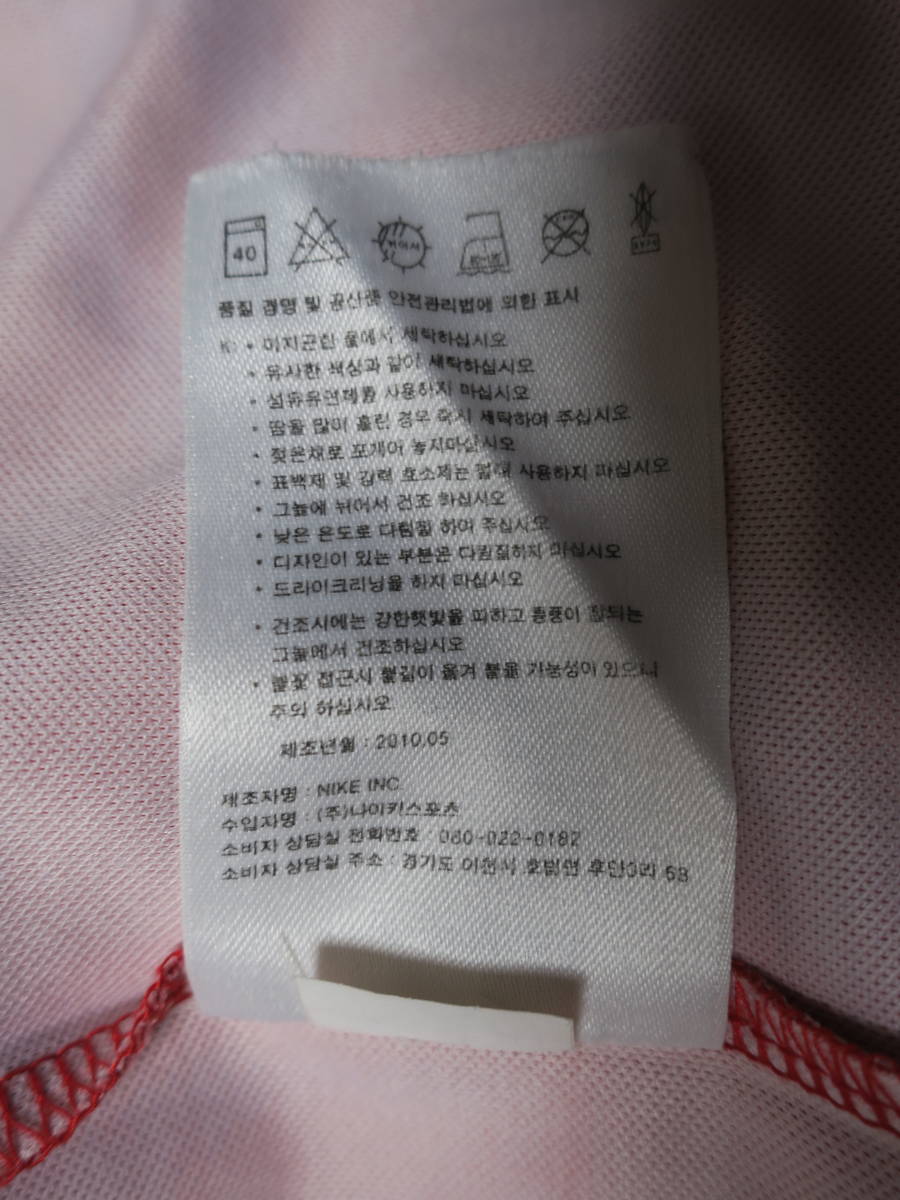 40
뉘어서
80~120
품질 경영 및 공산품 안전관리법에 의한 표시
K: • 미지근한 물에서 세탁하십시오
• 유사한 색상과 같이 세탁하십시오
• 섬유유연제를 사용하지 마십시오
• 땀을 많이 흘린 경우 즉시 세탁하여 주십시오
• 젖은채로 포개어 놓지마십시오
• 표백제 및 강력 효소제는 절대 사용하지 마십시오
• 그늘에 뉘어서 건조 하십시오
• 낮은 온도로 다림질 하여 주십시오
• 디자인이 있는 부분은 다림질하지 마십시오
• 드라이크리닝을 하지 마십시오
• 건조시에는 강한햇빛을 피하고 통풍이 잘되는
그늘에서 건조하십시오
• 불꽃 접근시 불길이 옮겨 붙을 가능성이 있으니
주의 하십시오
제조년월 : 2010.05
제조자명 : NIKE INC
수입자명 : (주)나이키스포츠
소비자 상담실 전화번호 : 080-022-0182
소비자 상담실 주소 : 경기도 이천시 호법면 후안3리 63